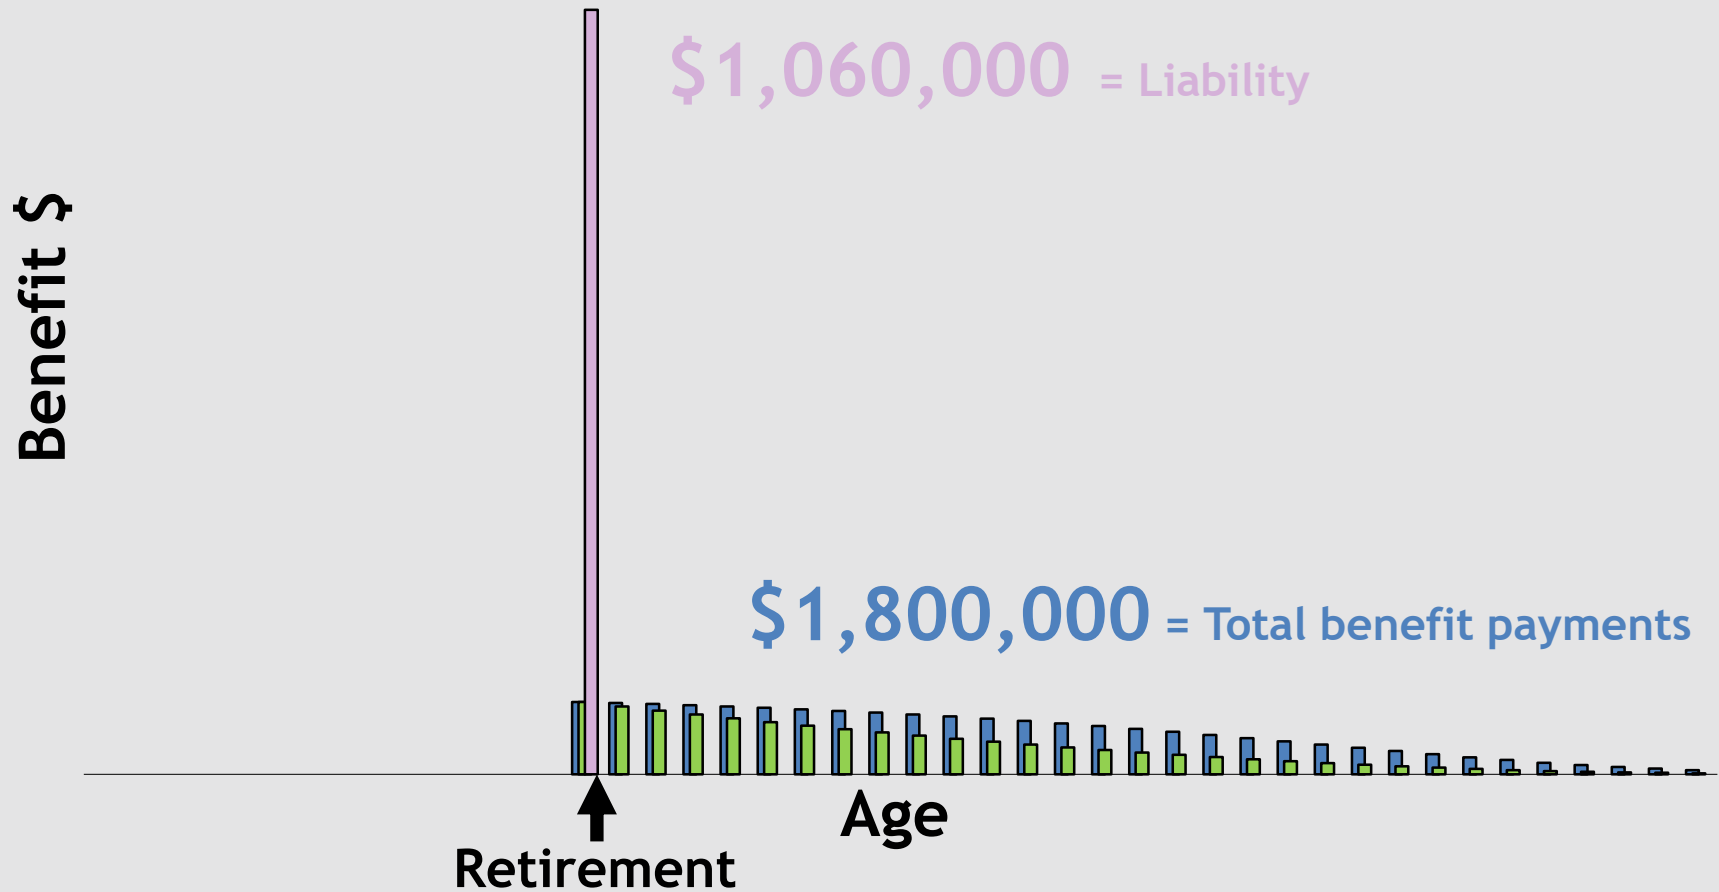 $1,060,000 = Liability
Benefit $
$1,800,000 = Total benefit payments
Age
Retirement